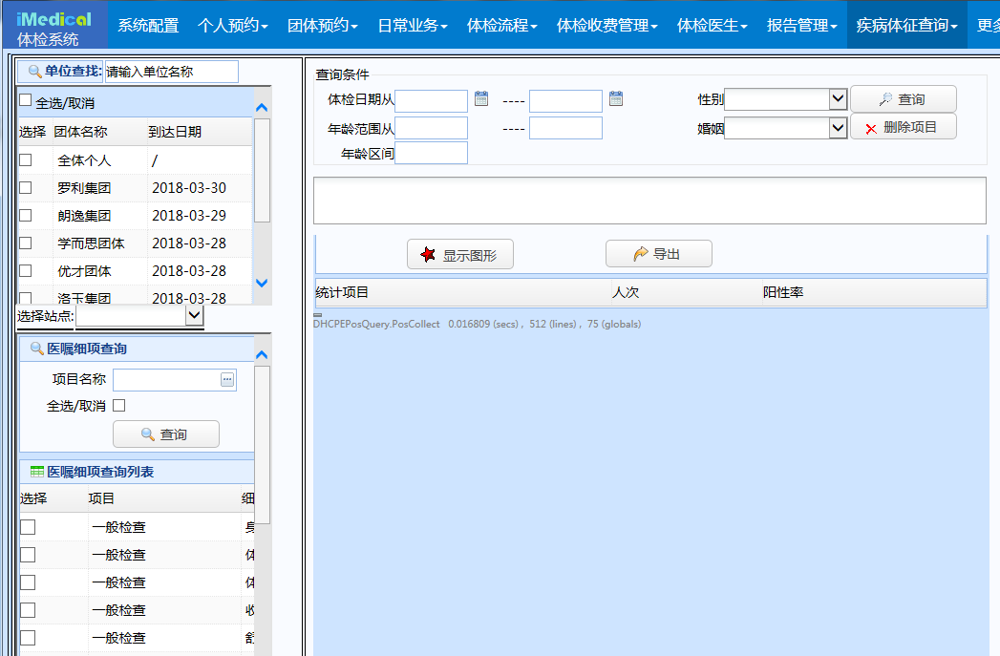 iMedical
体检系统
系统配置 个人预约 团体预约 日常业务 体检流程 体检收费管理 体检医生 报告管理 疾病体征查询 更多
单位查找: 请输入单位名称
全选/取消
选择 团体名称 到达日期
全体个人 /
罗利集团 2018-03-30
朗逸集团 2018-03-29
学而思团体 2018-03-28
优才团体 2018-03-28
洛玉集团 2018-03-28
选择站点:
医嘱细项查询
项目名称
全选/取消
查询
医嘱细项查询列表
选择 项目 细
一般检查 身
一般检查 体
一般检查 体
一般检查 收
一般检查 舒
查询条件
体检日期从 ---- 性别 查询
年龄范围从 ---- 婚姻 删除项目
年龄区间
显示图形 导出
统计项目 人次 阳性率
DHCPEPosQuery.PosCollect 0.016809 (secs) , 512 (lines) , 75 (globals)